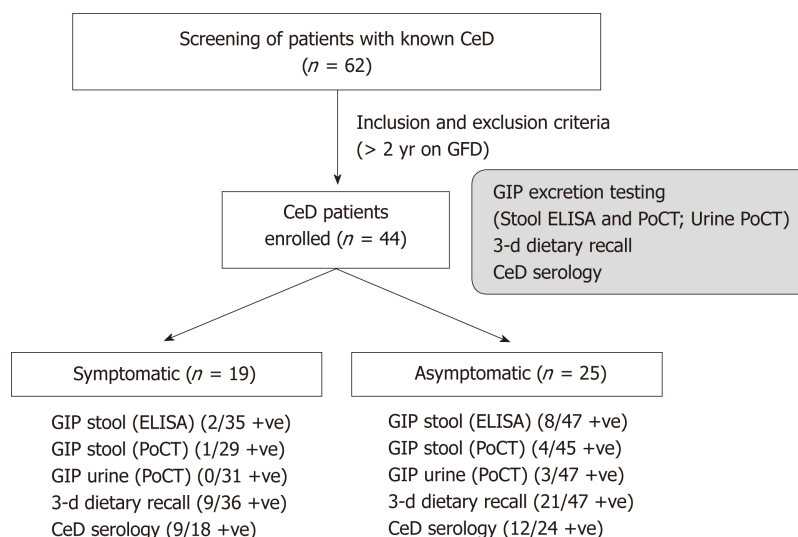 Screening of patients with known CeD
(n = 62)
Inclusion and exclusion criteria
(> 2 yr on GFD)
CeD patients
enrolled (n = 44)
GIP excretion testing
(Stool ELISA and PoCT; Urine PoCT)
3-d dietary recall
CeD serology
Symptomatic (n = 19)
GIP stool (ELISA) (2/35 +ve)
GIP stool (PoCT) (1/29 +ve)
GIP urine (PoCT) (0/31 +ve)
3-d dietary recall (9/36 +ve)
CeD serology (9/18 +ve)
Asymptomatic (n = 25)
GIP stool (ELISA) (8/47 +ve)
GIP stool (PoCT) (4/45 +ve)
GIP urine (PoCT) (3/47 +ve)
3-d dietary recall (21/47 +ve)
CeD serology (12/24 +ve)